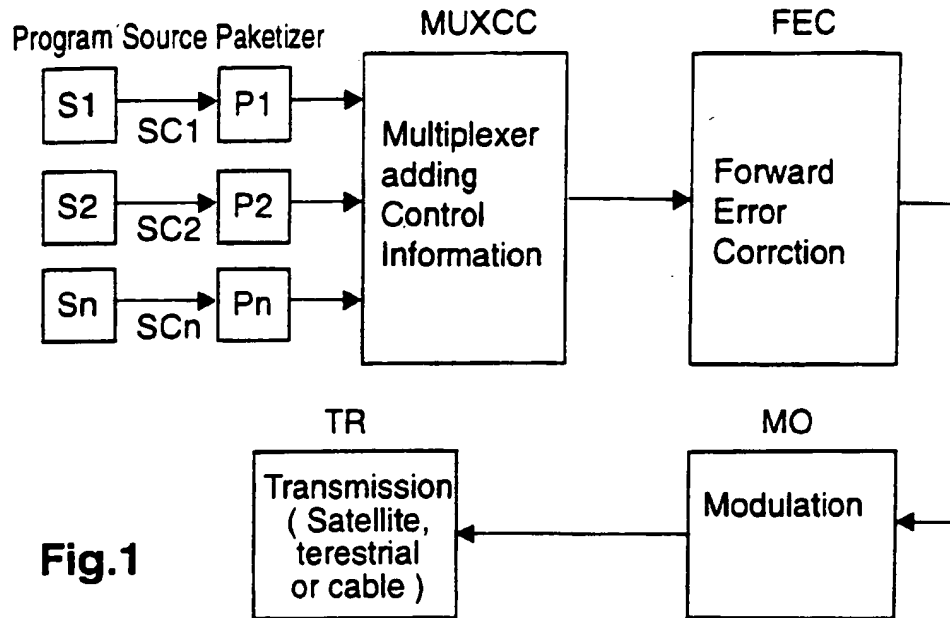 Program Source Paketizer
MUXCC
FEC
S1
SC1
P1
S2
SC2
P2
Sn
SCn
Pn
Multiplexer
adding
Control
Information
Forward
Error
Corrction
TR
MO
Transmission
( Satellite,
terestrial
or cable )
Modulation
Fig.1